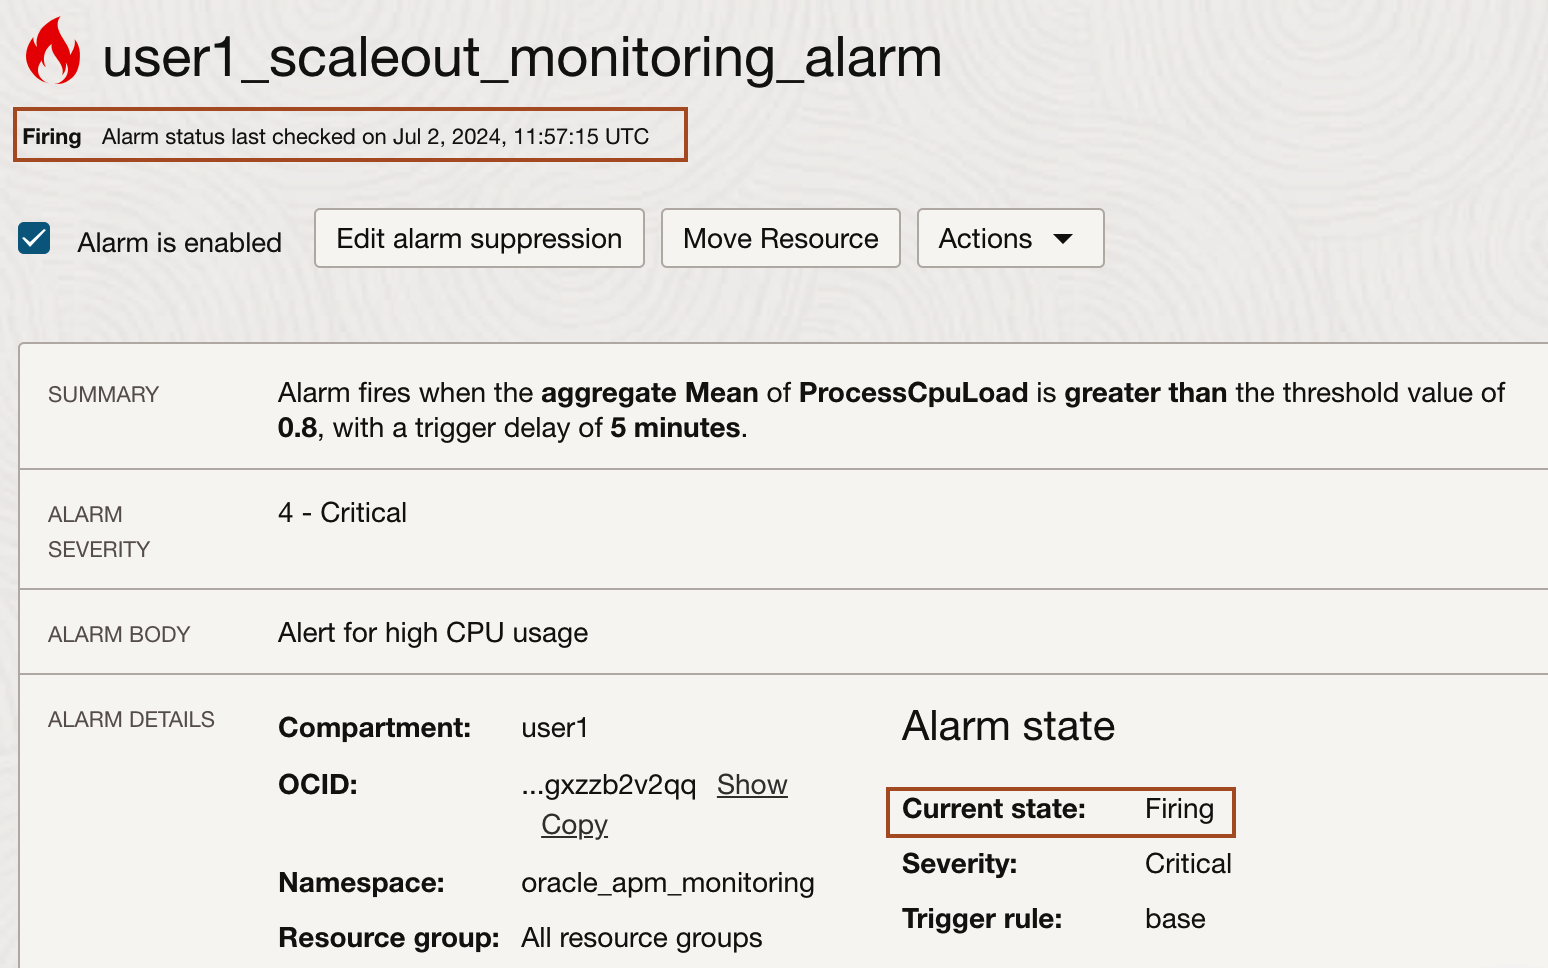 user1_scaleout_monitoring_alarm
Firing Alarm status last checked on Jul 2, 2024, 11:57:15 UTC
Alarm is enabled
Edit alarm suppression
Move Resource
Actions
SUMMARY
Alarm fires when the aggregate Mean of ProcessCpuLoad is greater than the threshold value of
0.8, with a trigger delay of 5 minutes.
ALARM
SEVERITY
4 - Critical
ALARM BODY
Alert for high CPU usage
ALARM DETAILS
Compartment: user1
OCID: ...gxzzb2v2qq Show
Copy
Namespace: oracle_apm_monitoring
Resource group: All resource groups
Alarm state
Current state: Firing
Severity: Critical
Trigger rule: base